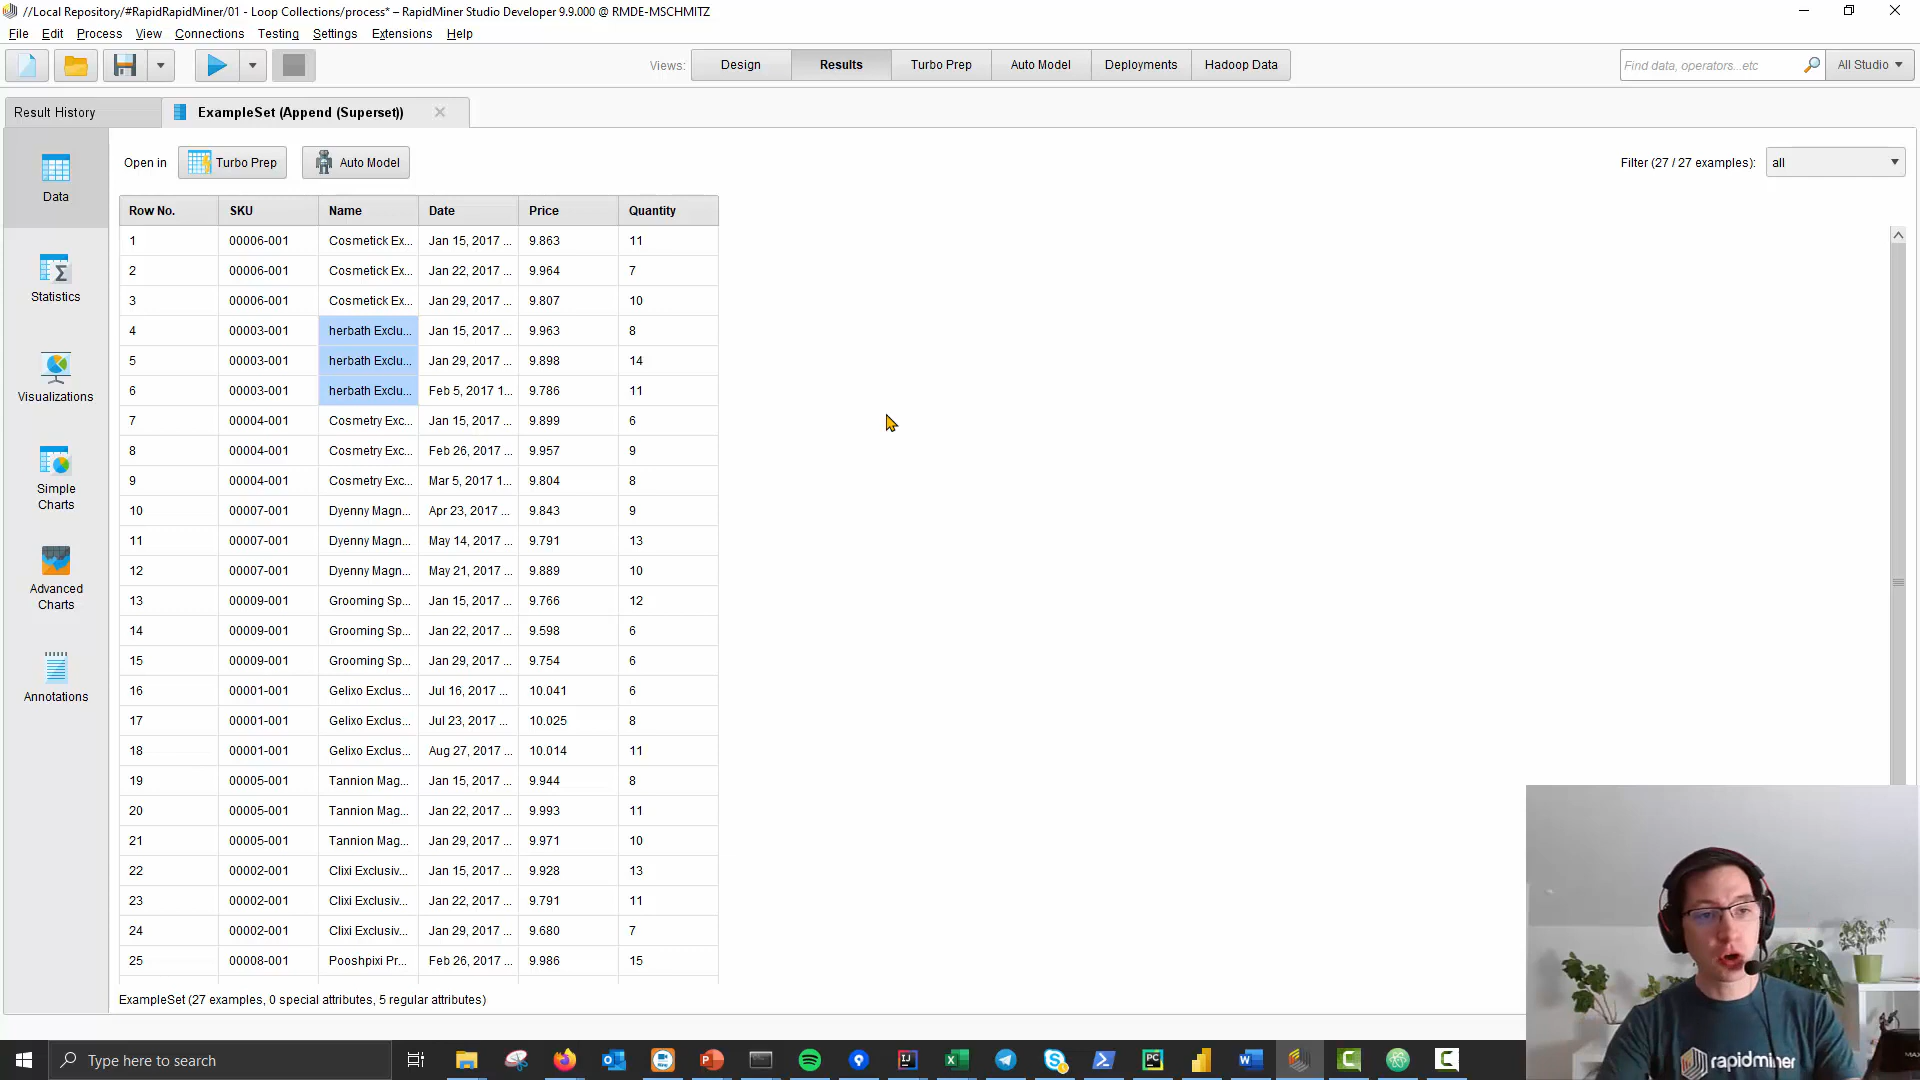 //Local Repository/#RapidRapidMiner/01 - Loop Collections/process* – RapidMiner Studio Developer 9.9.000 @ RMDE-MSCHMITZ
File Edit Process View Connections Testing Settings Extensions Help
Views: Design Results Turbo Prep Auto Model Deployments Hadoop Data
Find data, operators...etc
All Studio
Result History
ExampleSet (Append (Superset))
Open in Turbo Prep Auto Model
Filter (27 / 27 examples): all
Data
Statistics
Visualizations
Simple
Charts
Advanced
Charts
Annotations
Row No. SKU Name Date Price Quantity
1 00006-001 Cosmetick Ex... Jan 15, 2017 ... 9.863 11
2 00006-001 Cosmetick Ex... Jan 22, 2017 ... 9.964 7
3 00006-001 Cosmetick Ex... Jan 29, 2017 ... 9.807 10
4 00003-001 herbath Exclu... Jan 15, 2017 ... 9.963 8
5 00003-001 herbath Exclu... Jan 29, 2017 ... 9.898 14
6 00003-001 herbath Exclu... Feb 5, 2017 1... 9.786 11
7 00004-001 Cosmetry Exc... Jan 15, 2017 ... 9.899 6
8 00004-001 Cosmetry Exc... Feb 26, 2017 ... 9.957 9
9 00004-001 Cosmetry Exc... Mar 5, 2017 1... 9.804 8
10 00007-001 Dyenny Magn... Apr 23, 2017 ... 9.843 9
11 00007-001 Dyenny Magn... May 14, 2017 ... 9.791 13
12 00007-001 Dyenny Magn... May 21, 2017 ... 9.889 10
13 00009-001 Grooming Sp... Jan 15, 2017 ... 9.766 12
14 00009-001 Grooming Sp... Jan 22, 2017 ... 9.598 6
15 00009-001 Grooming Sp... Jan 29, 2017 ... 9.754 6
16 00001-001 Gelixo Exclus... Jul 16, 2017 ... 10.041 6
17 00001-001 Gelixo Exclus... Jul 23, 2017 ... 10.025 8
18 00001-001 Gelixo Exclus... Aug 27, 2017 ... 10.014 11
19 00005-001 Tannion Mag... Jan 15, 2017 ... 9.944 8
20 00005-001 Tannion Mag... Jan 22, 2017 ... 9.993 11
21 00005-001 Tannion Mag... Jan 29, 2017 ... 9.971 10
22 00002-001 Clixi Exclusiv... Jan 15, 2017 ... 9.928 13
23 00002-001 Clixi Exclusiv... Jan 22, 2017 ... 9.791 11
24 00002-001 Clixi Exclusiv... Jan 29, 2017 ... 9.680 7
25 00008-001 Pooshpixi Pr... Feb 26, 2017 ... 9.986 15
ExampleSet (27 examples, 0 special attributes, 5 regular attributes)
rapidminer
Type here to search